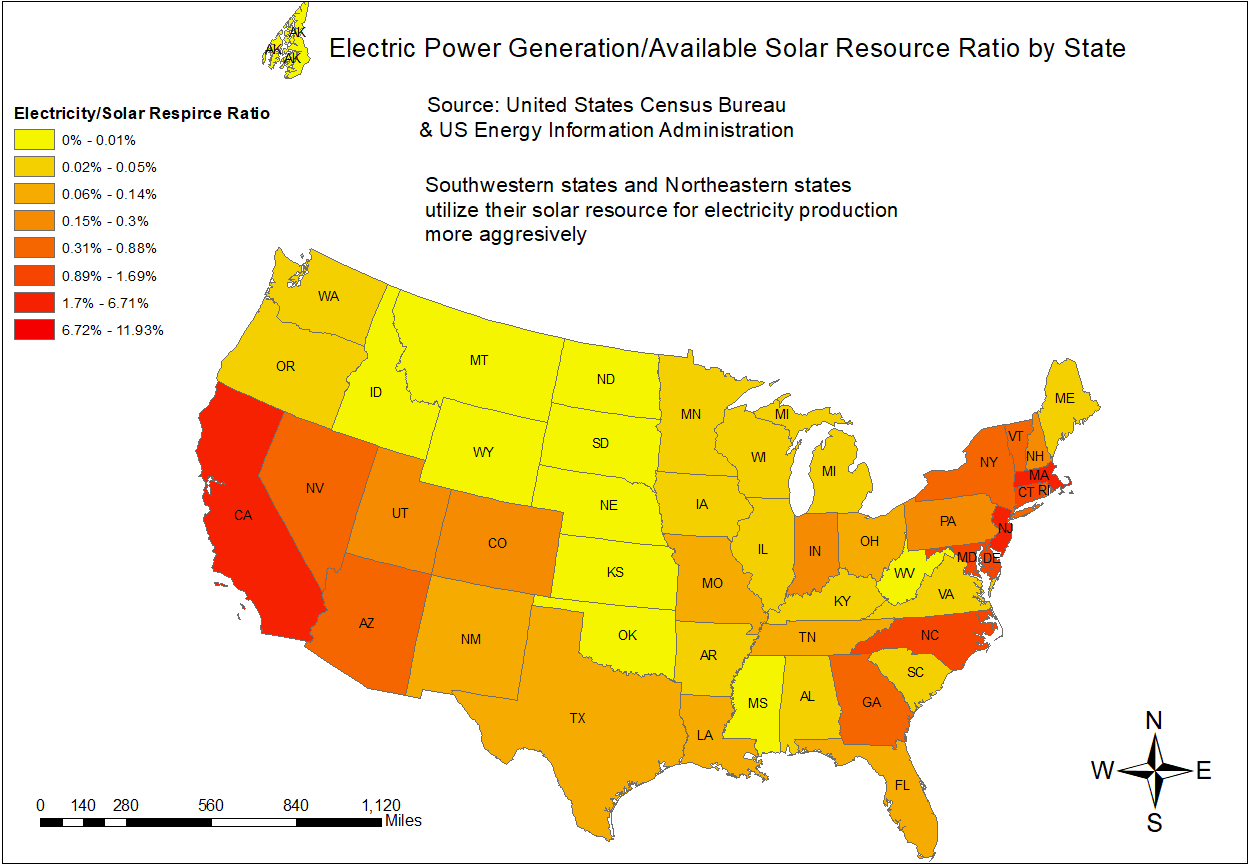 AK
AK
AK
Electric Power Generation/Available Solar Resource Ratio by State
Source: United States Census Bureau
& US Energy Information Administration
Electricity/Solar Respirce Ratio
0% - 0.01%
0.02% - 0.05%
0.06% - 0.14%
0.15% - 0.3%
0.31% - 0.88%
0.89% - 1.69%
1.7% - 6.71%
6.72% - 11.93%
Southwestern states and Northeastern states
utilize their solar resource for electricity production
more aggresively
WA
OR
MT
ID
ND
MN
MI
ME
WY
SD
WI
MI
VT
NH
NY
MA
CT RI
NV
CA
UT
CO
NE
IA
IL
IN
OH
PA
NJ
MD DE
WV
VA
KS
MO
KY
AZ
NM
OK
AR
TN
NC
SC
TX
LA
MS
AL
GA
FL
N
W E
S
0 140 280 560 840 1,120
Miles